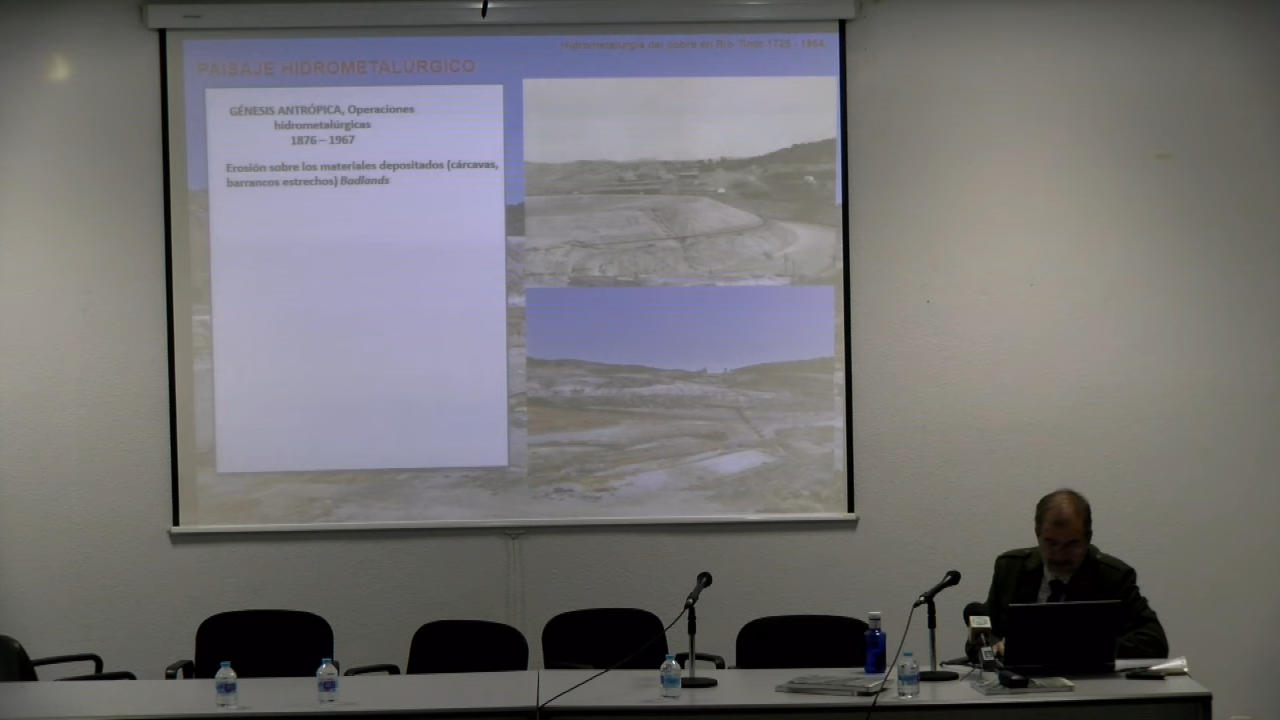 Hidrometalurgia del cobre en Río Tinto 1725 - 1964.
PAISAJE HIDROMETALÚRGICO
GÉNESIS ANTRÓPICA, Operaciones
hidrometalúrgicas
1876 – 1967
Erosión sobre los materiales depositados (cárcavas,
barrancos estrechos) Badlands